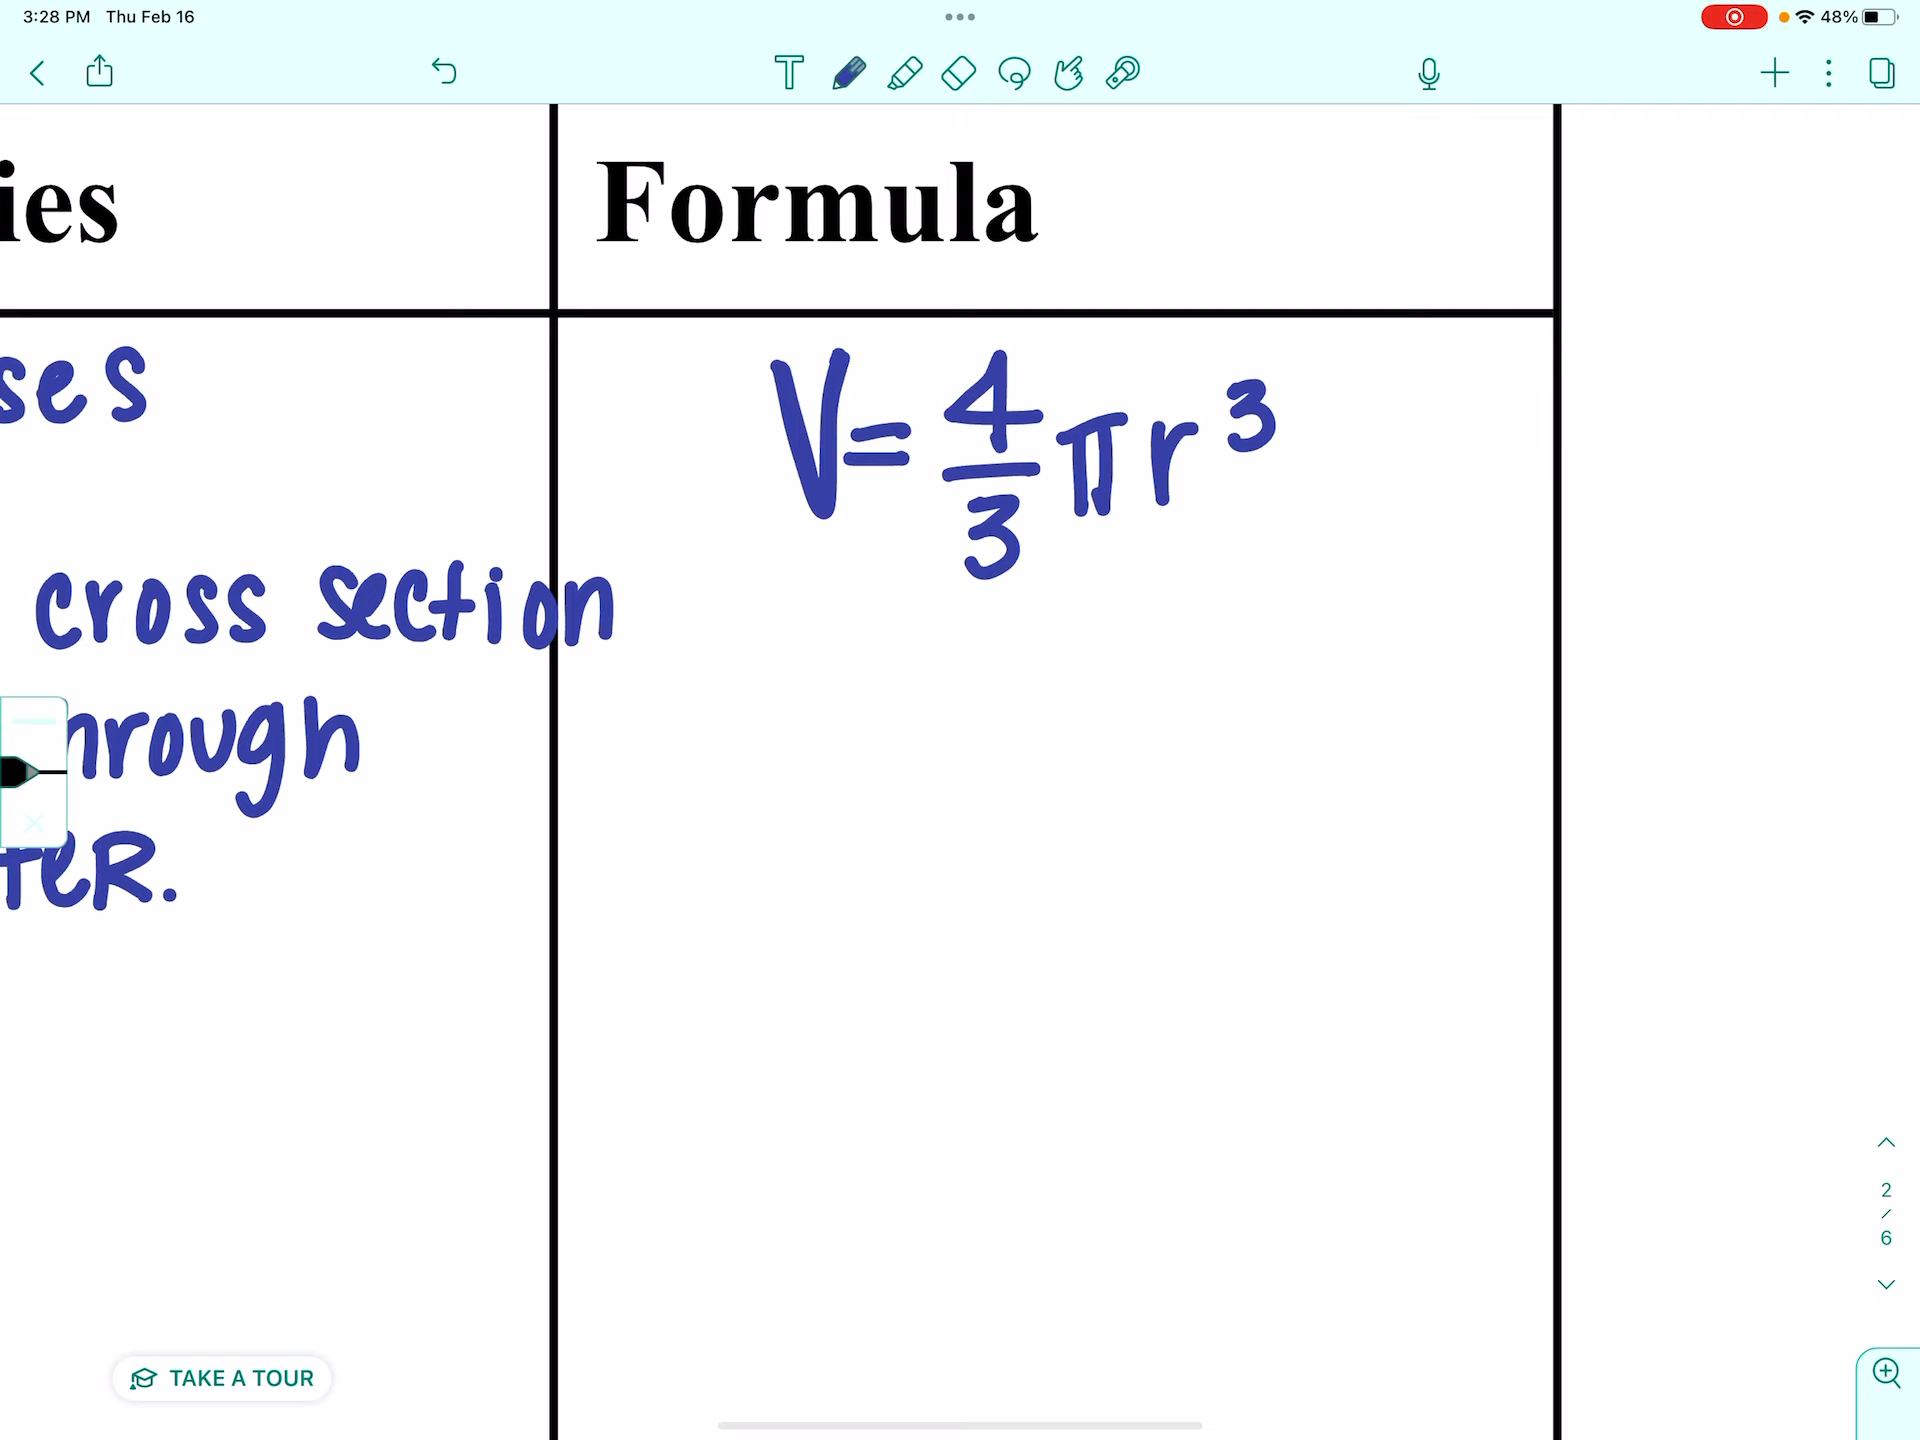 3:28 PM Thu Feb 16
48%
ies
Formula
ses
V = 4/3 πr³
cross section
hrough
ter.
2
/
6
TAKE A TOUR